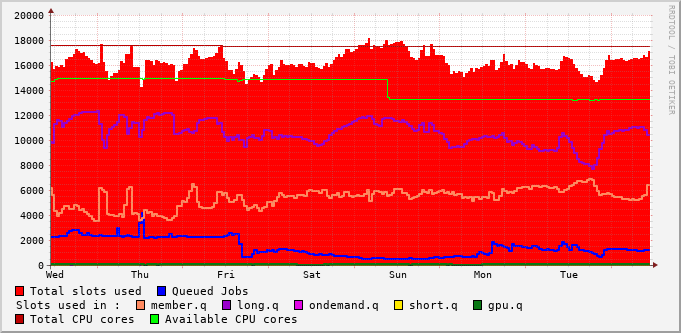 20000
18000
16000
14000
12000
10000
8000
6000
4000
2000
0
Wed Thu Fri Sat Sun Mon Tue
RRDTOOL / TOBI OETIKER
Total slots used Queued Jobs
Slots used in : member.q long.q ondemand.q short.q gpu.q
Total CPU cores Available CPU cores